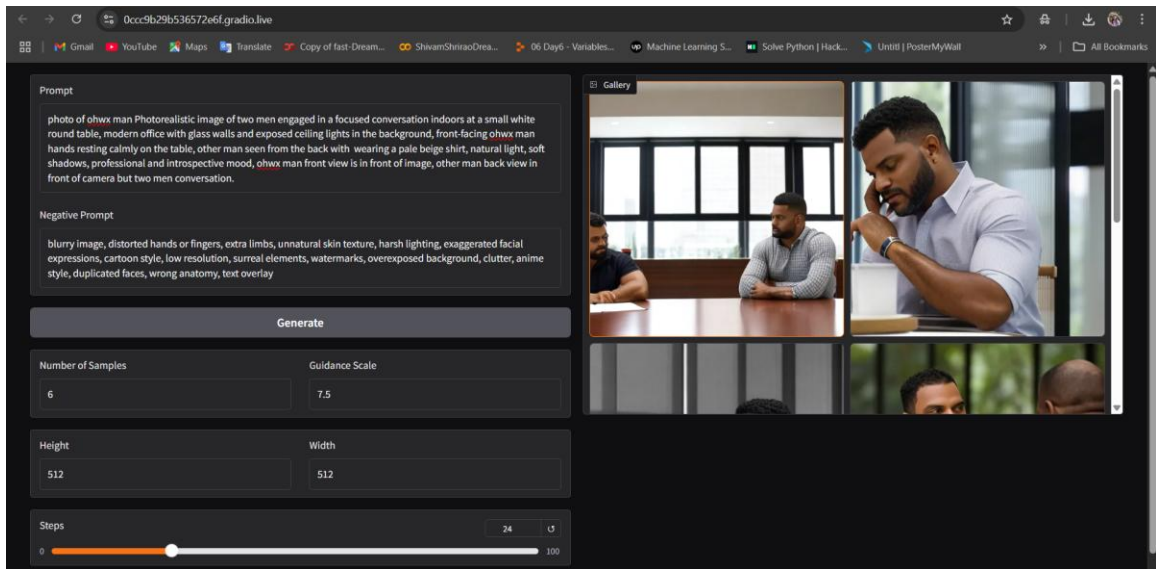 0ccc9b29b536572e6f.gradio.live
Gmail YouTube Maps Translate Copy of fast-Dream... ShivamShriraoDrea... 06 Day6 - Variables... Machine Learning S... Solve Python | Hack... Untitl | PosterMyWall » All Bookmarks
Prompt
photo of ohwx man Photorealistic image of two men engaged in a focused conversation indoors at a small white
round table, modern office with glass walls and exposed ceiling lights in the background, front-facing ohwx man
hands resting calmly on the table, other man seen from the back with wearing a pale beige shirt, natural light, soft
shadows, professional and introspective mood, ohwx man front view is in front of image, other man back view in
front of camera but two men conversation.
Negative Prompt
blurry image, distorted hands or fingers, extra limbs, unnatural skin texture, harsh lighting, exaggerated facial
expressions, cartoon style, low resolution, surreal elements, watermarks, overexposed background, clutter, anime
style, duplicated faces, wrong anatomy, text overlay
Generate
Number of Samples Guidance Scale
6 7.5
Height Width
512 512
Steps 24
0 100
Gallery